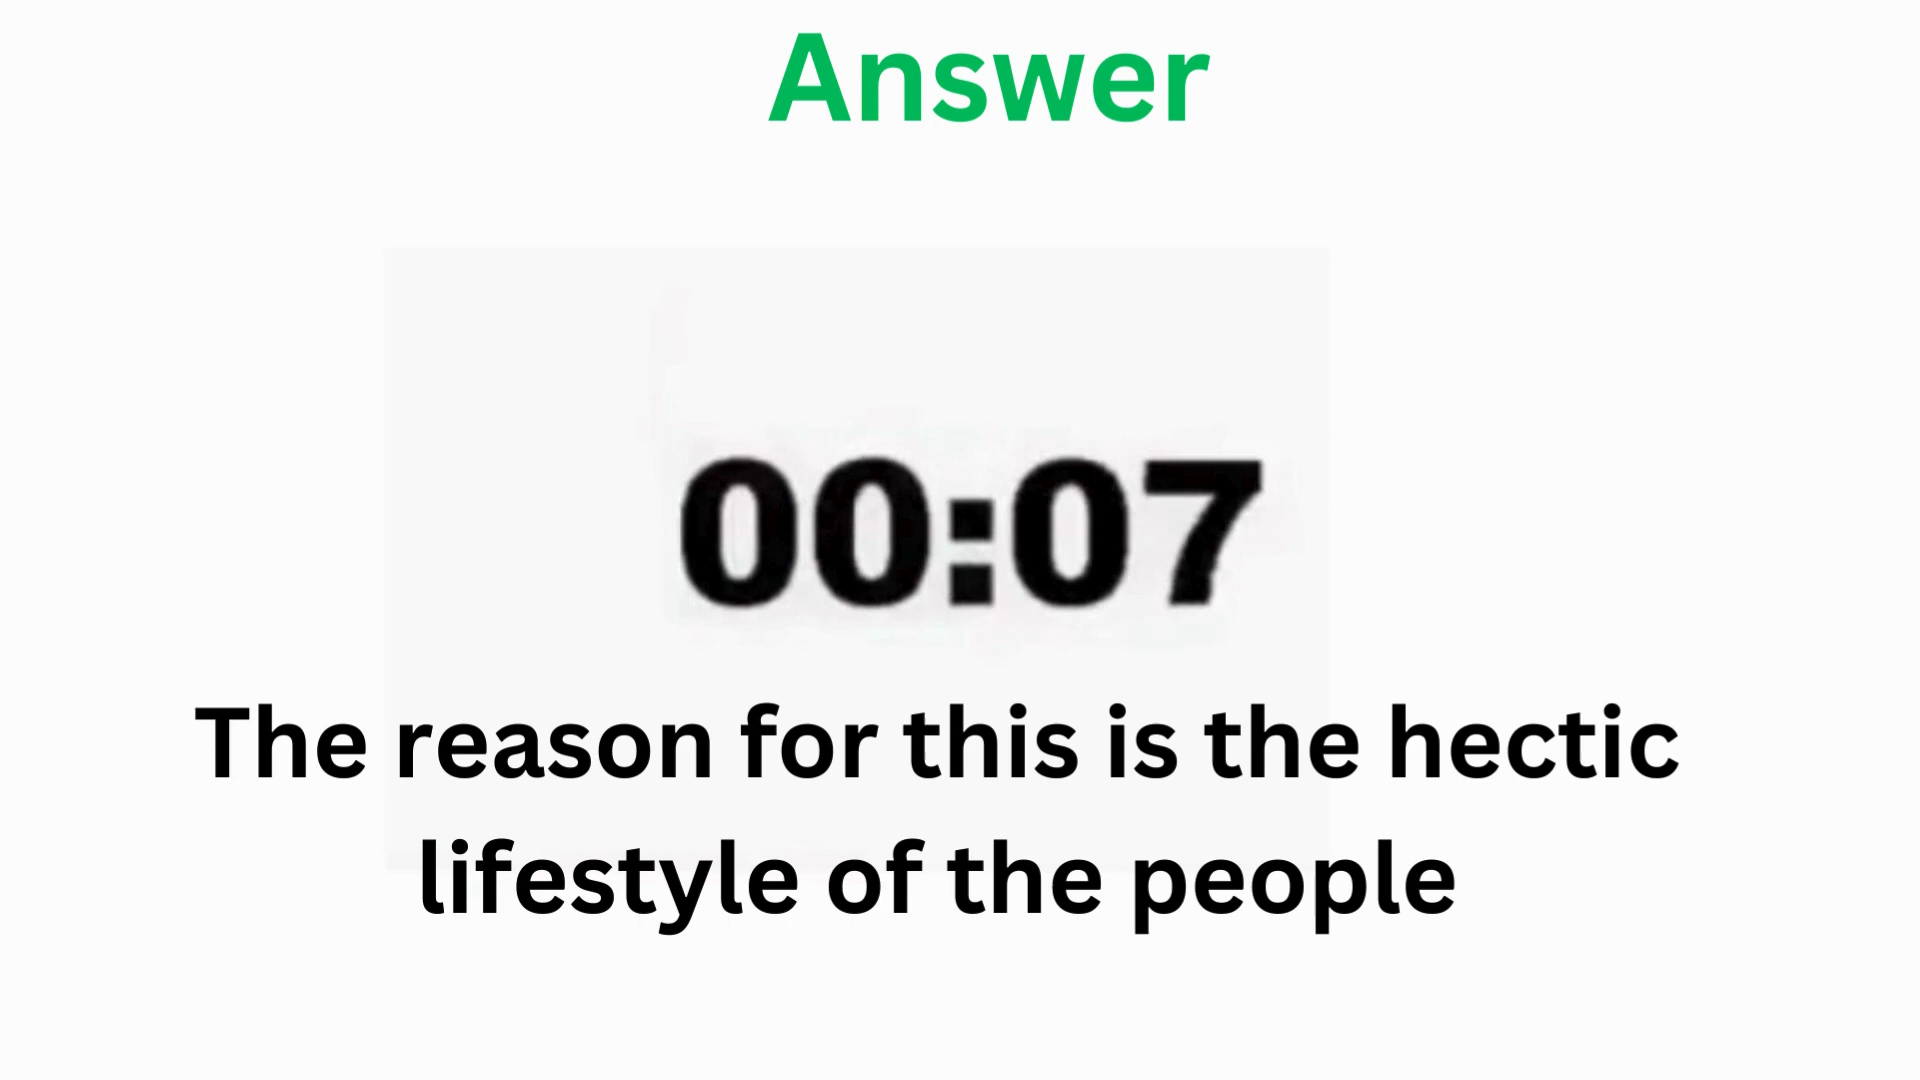 Answer
00:07
The reason for this is the hectic
lifestyle of the people